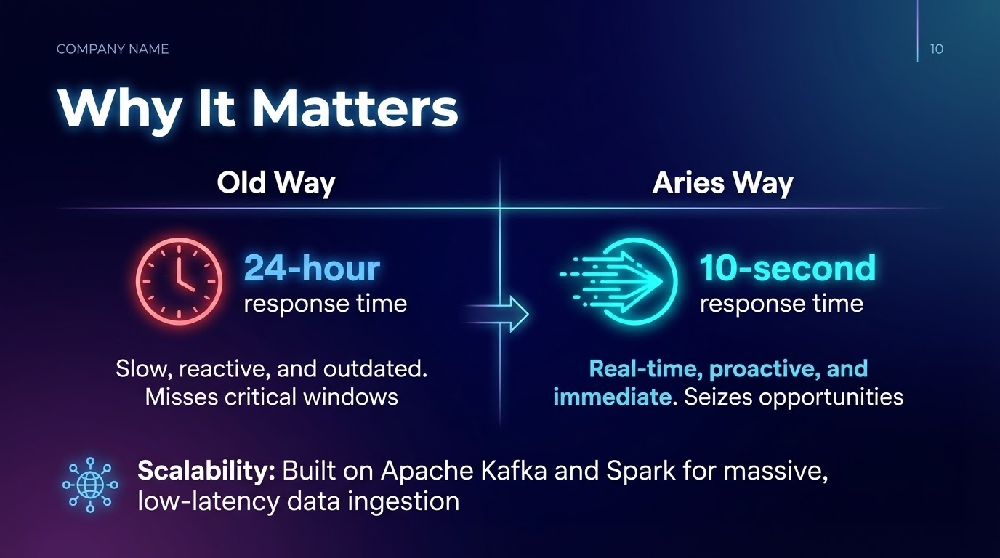 COMPANY NAME
10
Why It Matters
Old Way
Aries Way
24-hour
response time
10-second
response time
Slow, reactive, and outdated.
Misses critical windows
Real-time, proactive, and
immediate. Seizes opportunities
Scalability: Built on Apache Kafka and Spark for massive,
low-latency data ingestion